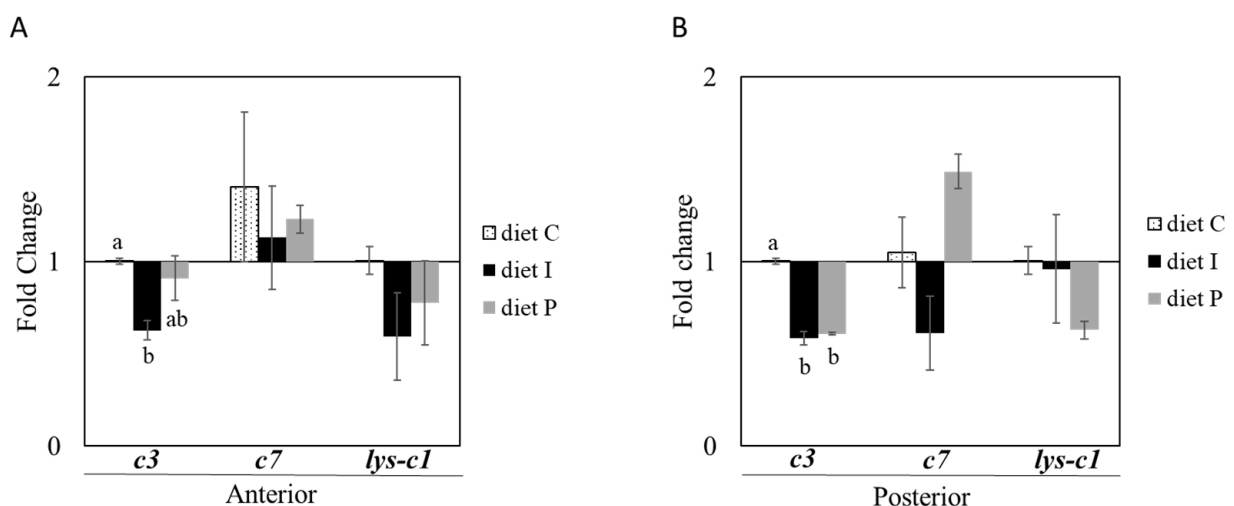 A
2
1
0
Fold Change
a
b
ab
c3
c7
lys-c1
Anterior
diet C
diet I
diet P
B
2
1
0
Fold change
a
b
b
c3
c7
lys-c1
Posterior
diet C
diet I
diet P